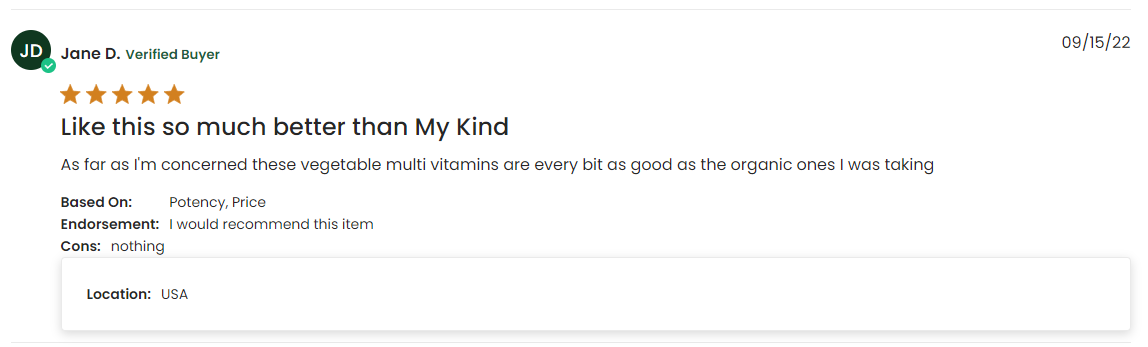 JD
Jane D. Verified Buyer
09/15/22
Like this so much better than My Kind
As far as I'm concerned these vegetable multi vitamins are every bit as good as the organic ones I was taking
Based On: Potency, Price
Endorsement: I would recommend this item
Cons: nothing
Location: USA